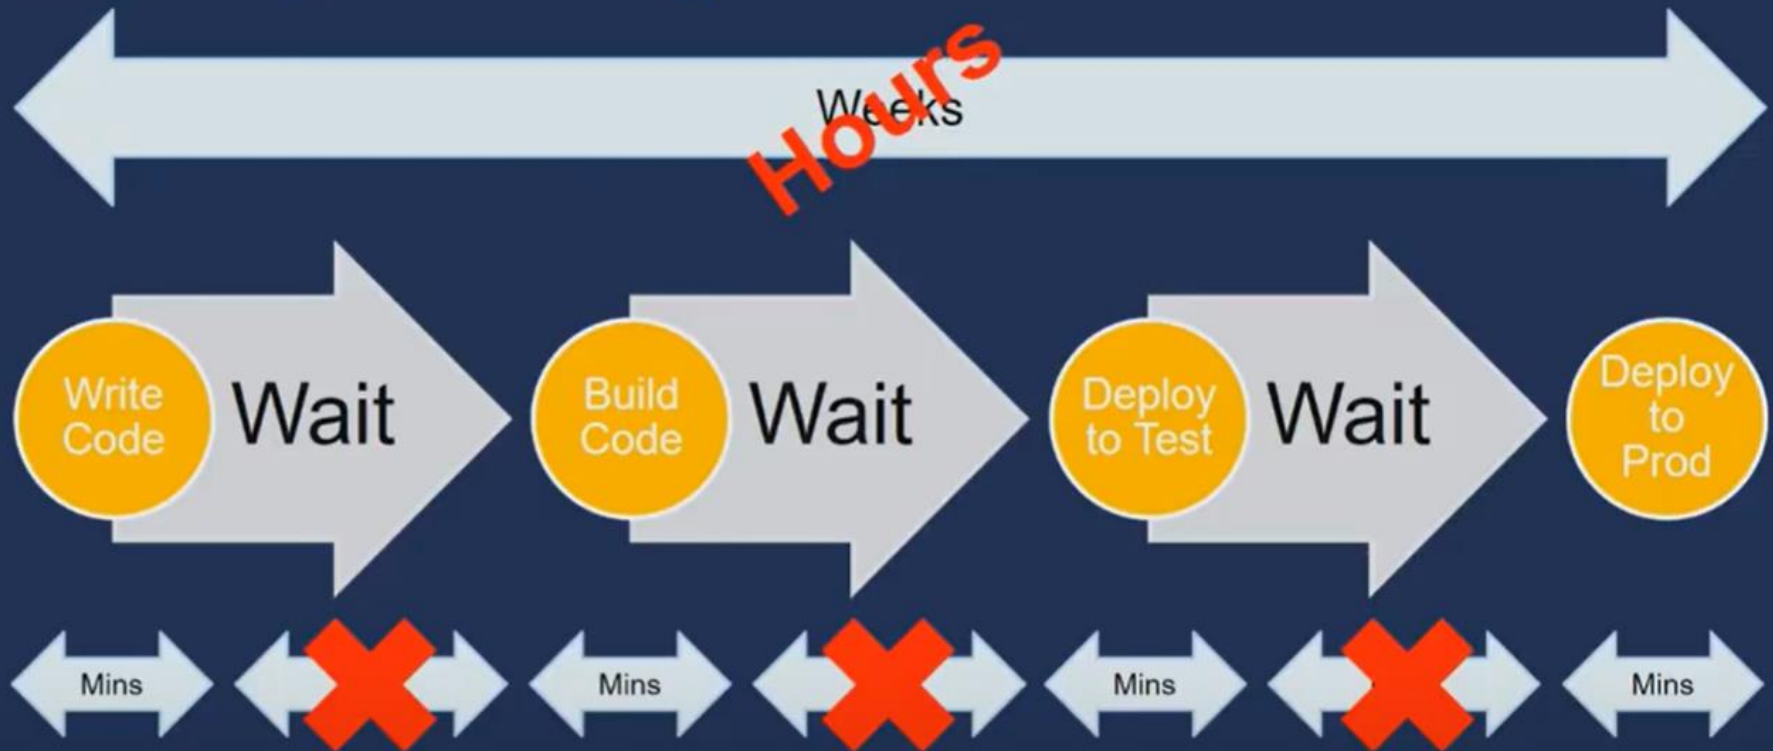 Weeks
Hours
Write
Code
Wait
Build
Code
Wait
Deploy
to Test
Wait
Deploy
to
Prod
Mins
Mins
Mins
Mins